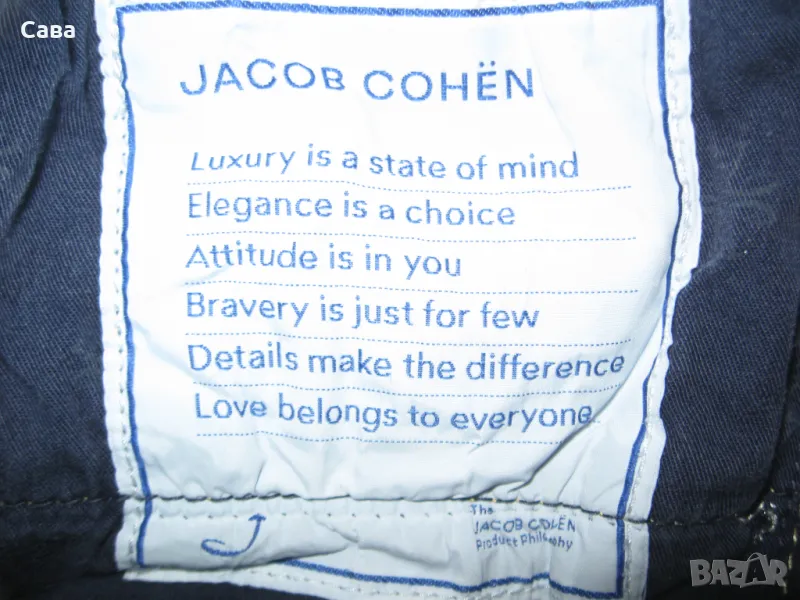 Сава
JACOB COHËN
Luxury is a state of mind
Elegance is a choice
Attitude is in you
Bravery is just for few
Details make the difference
Love belongs to everyone
The
JACOB COHËN
Product
BAZAR